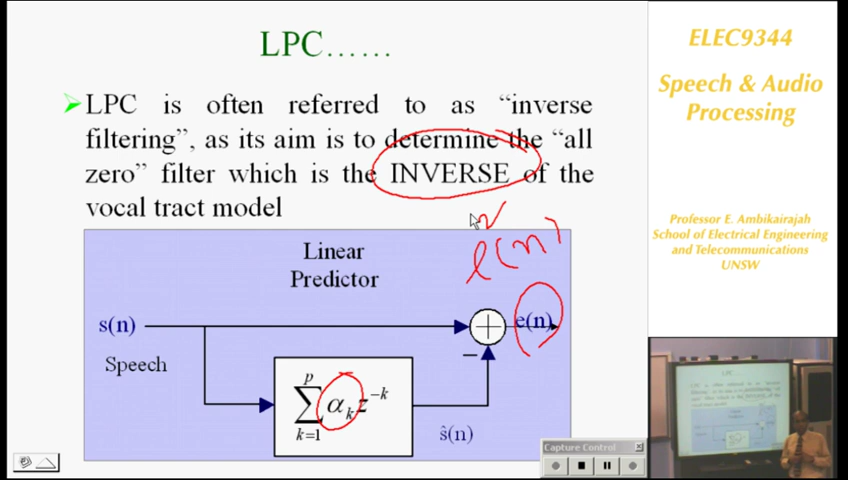 LPC……
LPC is often referred to as “inverse
filtering”, as its aim is to determine the “all
zero” filter which is the INVERSE of the
vocal tract model
2
e(n)
Linear
Predictor
s(n)
e(n)
Speech
p
∑ αₖ z⁻ᵏ
k=1
−
ŝ(n)
Capture Control
ELEC9344
Speech & Audio
Processing
Professor E. Ambikairajah
School of Electrical Engineering
and Telecommunications
UNSW